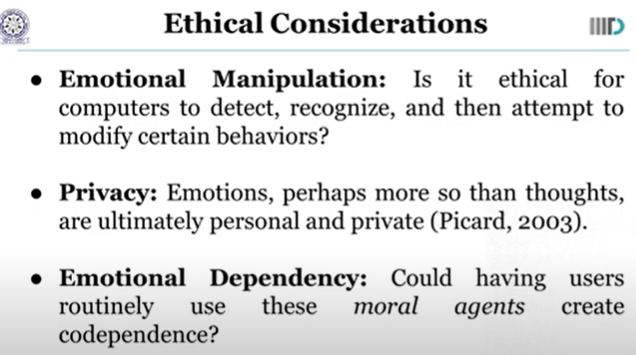 Ethical Considerations
● Emotional Manipulation: Is it ethical for
computers to detect, recognize, and then attempt to
modify certain behaviors?
● Privacy: Emotions, perhaps more so than thoughts,
are ultimately personal and private (Picard, 2003).
● Emotional Dependency: Could having users
routinely use these moral agents create
codependence?